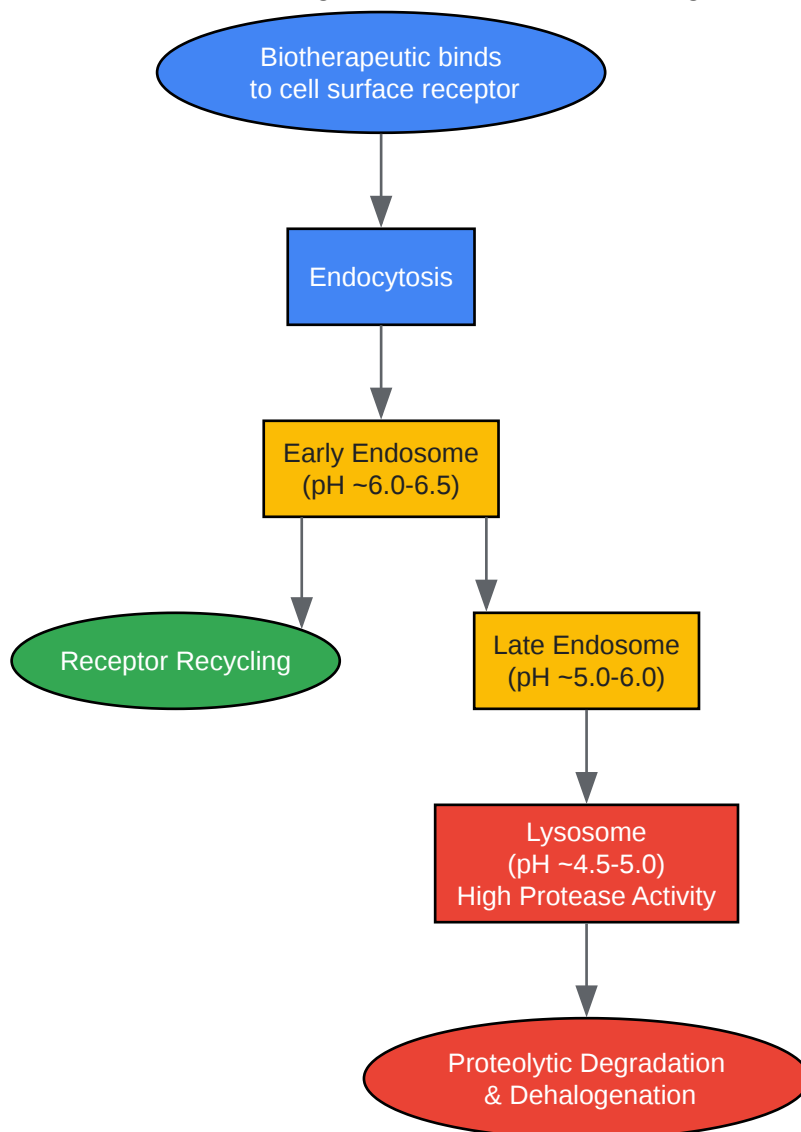 Biotherapeutic binds
to cell surface receptor
Endocytosis
Early Endosome
(pH ~6.0-6.5)
Receptor Recycling
Late Endosome
(pH ~5.0-6.0)
Lysosome
(pH ~4.5-5.0)
High Protease Activity
Proteolytic Degradation
& Dehalogenation